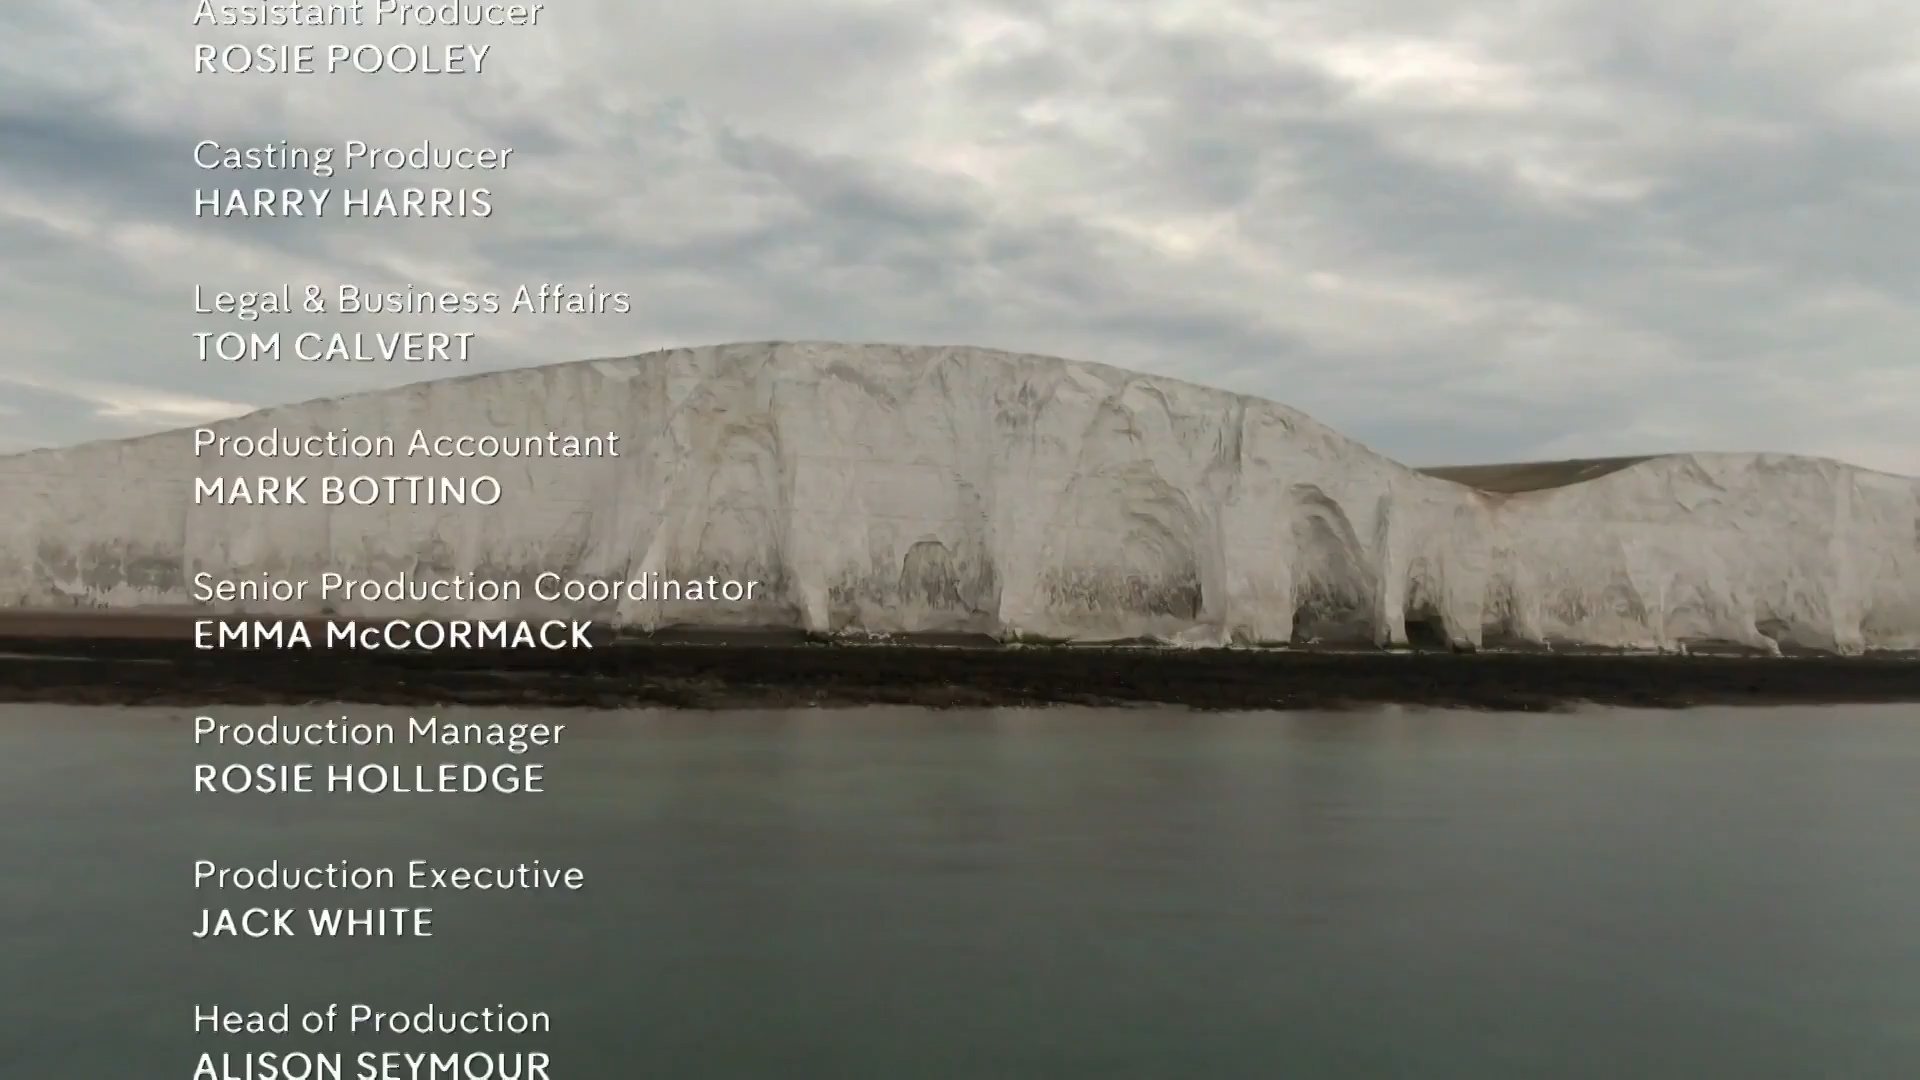 Assistant Producer
ROSIE POOLEY
Casting Producer
HARRY HARRIS
Legal & Business Affairs
TOM CALVERT
Production Accountant
MARK BOTTINO
Senior Production Coordinator
EMMA McCORMACK
Production Manager
ROSIE HOLLEDGE
Production Executive
JACK WHITE
Head of Production
ALISON SEYMOUR